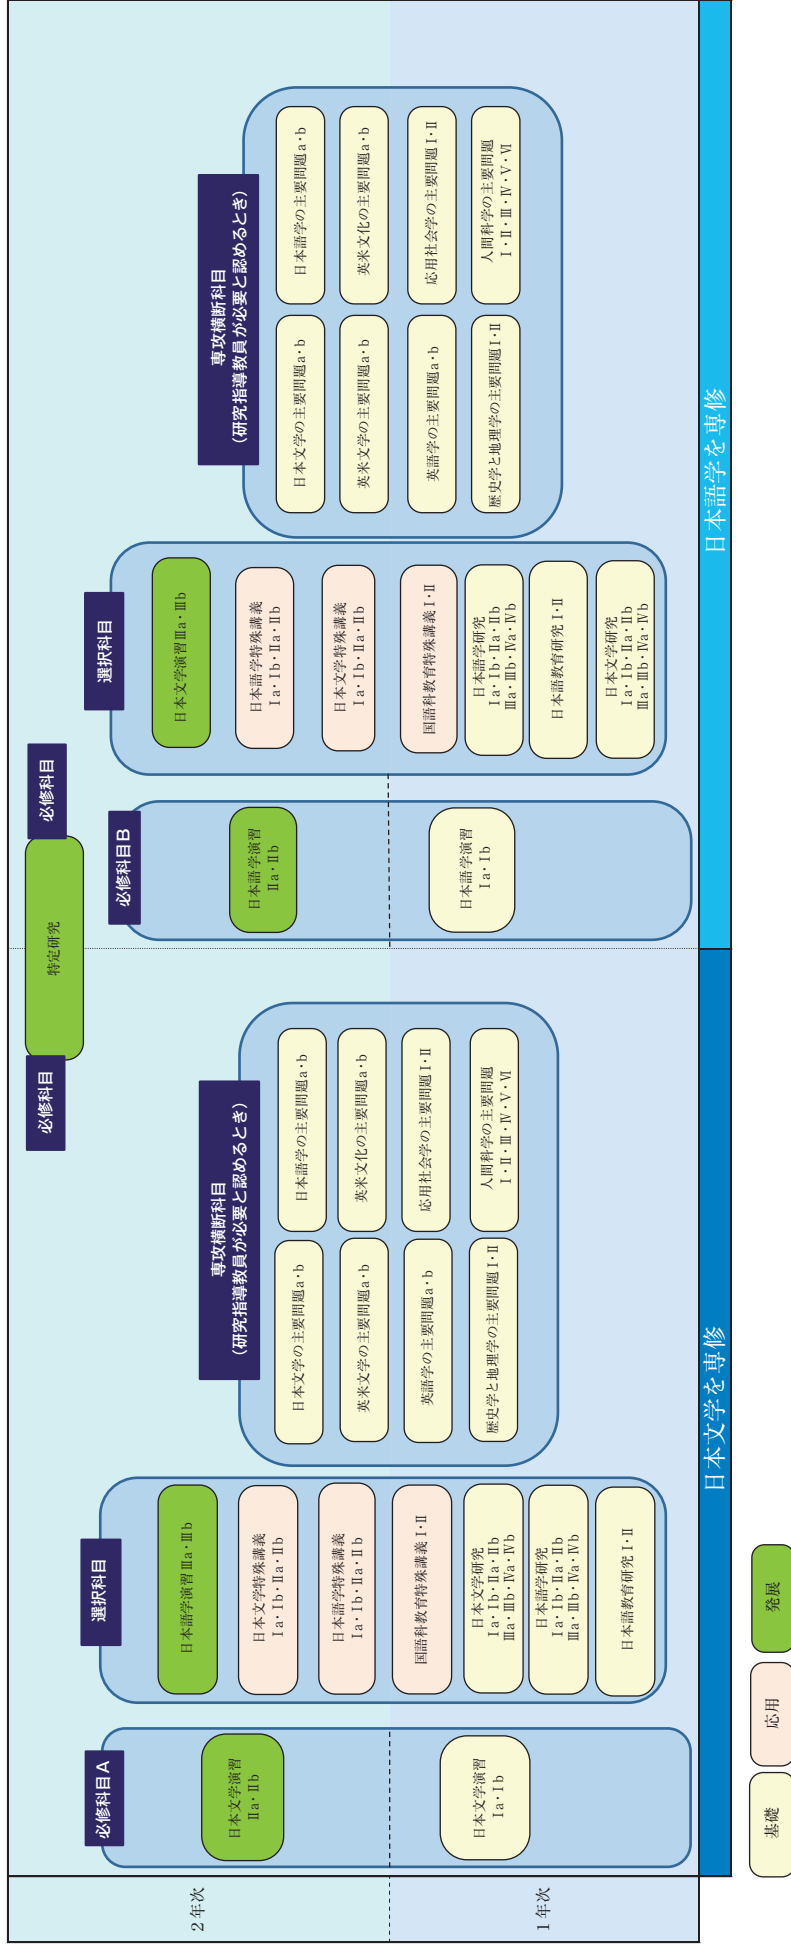 2年次
1年次
必修科目
特定研究
必修科目
必修科目A
日本文学演習
Ⅱa・Ⅱb
日本文学演習
Ⅰa・Ⅰb
選択科目
日本語学演習Ⅲa・Ⅲb
日本文学特殊講義
Ⅰa・Ⅰb・Ⅱa・Ⅱb
日本語学特殊講義
Ⅰa・Ⅰb・Ⅱa・Ⅱb
国語科教育特殊講義Ⅰ・Ⅱ
日本文学研究
Ⅰa・Ⅰb・Ⅱa・Ⅱb
Ⅲa・Ⅲb・Ⅳa・Ⅳb
日本語学研究
Ⅰa・Ⅰb・Ⅱa・Ⅱb
Ⅲa・Ⅲb・Ⅳa・Ⅳb
日本語教育研究Ⅰ・Ⅱ
専攻横断科目
(研究指導教員が必要と認めるとき)
日本文学の主要問題a・b
日本語学の主要問題a・b
英米文学の主要問題a・b
英米文化の主要問題a・b
英語学の主要問題a・b
応用社会学の主要問題Ⅰ・Ⅱ
歴史学と地理学の主要問題Ⅰ・Ⅱ
人間科学の主要問題
Ⅰ・Ⅱ・Ⅲ・Ⅳ・Ⅴ・Ⅵ
必修科目B
日本語学演習
Ⅱa・Ⅱb
日本語学演習
Ⅰa・Ⅰb
選択科目
日本文学演習Ⅲa・Ⅲb
日本語学特殊講義
Ⅰa・Ⅰb・Ⅱa・Ⅱb
日本文学特殊講義
Ⅰa・Ⅰb・Ⅱa・Ⅱb
国語科教育特殊講義Ⅰ・Ⅱ
日本語学研究
Ⅰa・Ⅰb・Ⅱa・Ⅱb
Ⅲa・Ⅲb・Ⅳa・Ⅳb
日本語教育研究Ⅰ・Ⅱ
日本文学研究
Ⅰa・Ⅰb・Ⅱa・Ⅱb
Ⅲa・Ⅲb・Ⅳa・Ⅳb
専攻横断科目
(研究指導教員が必要と認めるとき)
日本文学の主要問題a・b
日本語学の主要問題a・b
英米文学の主要問題a・b
英米文化の主要問題a・b
英語学の主要問題a・b
応用社会学の主要問題Ⅰ・Ⅱ
歴史学と地理学の主要問題Ⅰ・Ⅱ
人間科学の主要問題
Ⅰ・Ⅱ・Ⅲ・Ⅳ・Ⅴ・Ⅵ
日本文学を専修
日本語学を専修
基礎
応用
発展